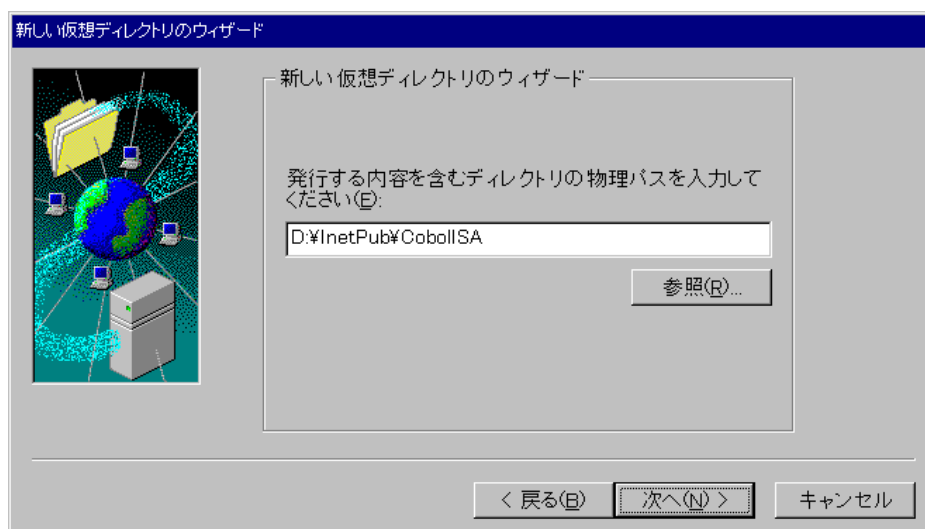 新しい仮想ディレクトリのウィザード
新しい仮想ディレクトリのウィザード
発行する内容を含むディレクトリの物理パスを入力して
ください(E):
D:¥InetPub¥CobolISA
参照(R)...
< 戻る(B)
次へ(N) >
キャンセル